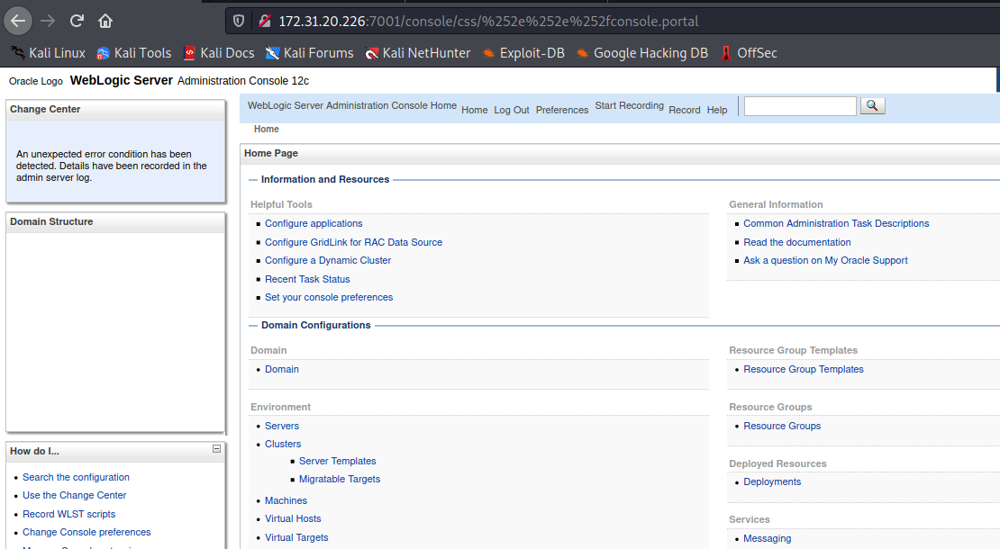 172.31.20.226:7001/console/css/%252e%252e%252fconsole.portal
Kali Linux Kali Tools Kali Docs Kali Forums Kali NetHunter Exploit-DB Google Hacking DB OffSec
Oracle Logo WebLogic Server Administration Console 12c
Change Center
An unexpected error condition has been
detected. Details have been recorded in the
admin server log.
Domain Structure
How do I...
Search the configuration
Use the Change Center
Record WLST scripts
Change Console preferences
WebLogic Server Administration Console Home Home Log Out Preferences Start Recording Record Help
Home
Home Page
Information and Resources
Helpful Tools
Configure applications
Configure GridLink for RAC Data Source
Configure a Dynamic Cluster
Recent Task Status
Set your console preferences
General Information
Common Administration Task Descriptions
Read the documentation
Ask a question on My Oracle Support
Domain Configurations
Domain
Domain
Environment
Servers
Clusters
Server Templates
Migratable Targets
Machines
Virtual Hosts
Virtual Targets
Resource Group Templates
Resource Group Templates
Resource Groups
Resource Groups
Deployed Resources
Deployments
Services
Messaging